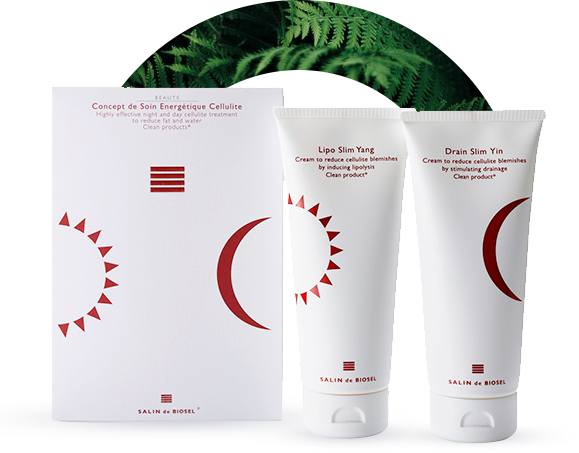 BEAUTÉ
Concept de Soin Energétique Cellulite
Highly effective night and day cellulite treatment
to reduce fat and water
Clean products*
SALIN de BIOSEL®
Lipo Slim Yang
Cream to reduce cellulite blemishes
by inducing lipolysis
Clean product*
SALIN de BIOSEL
Drain Slim Yin
Cream to reduce cellulite blemishes
by stimulating drainage
Clean product*
SALIN de BIOSEL